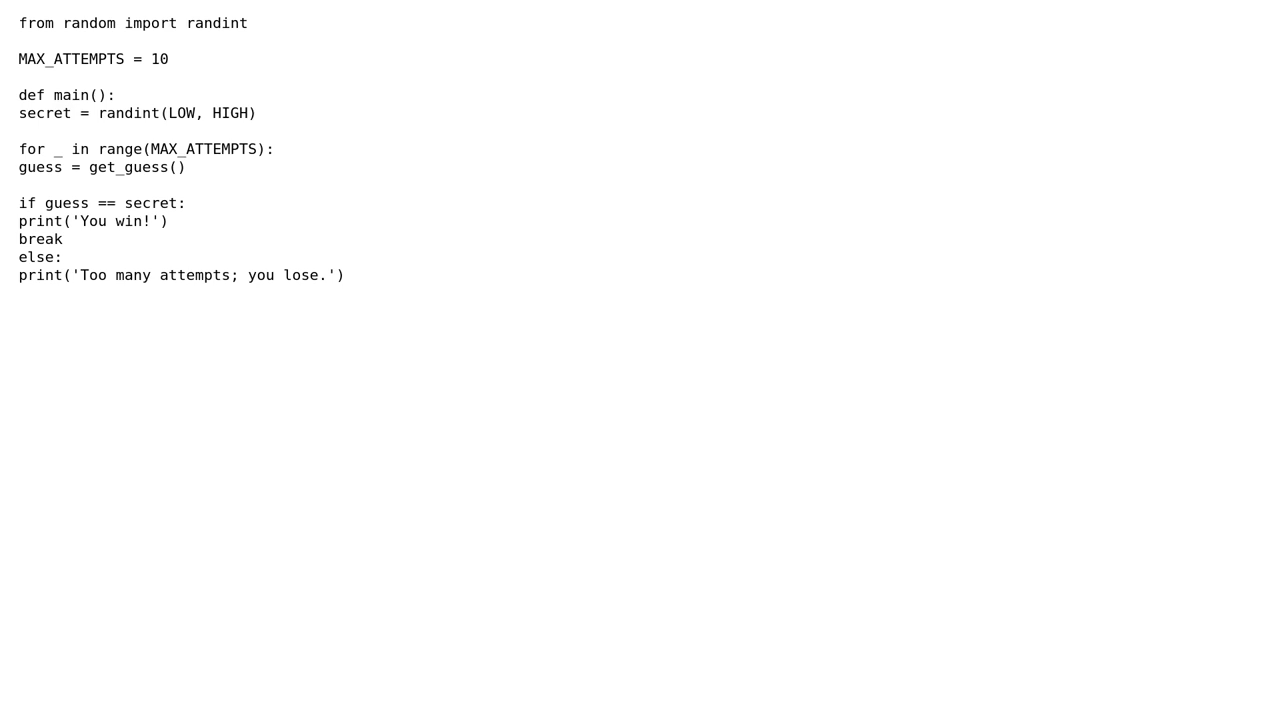 from random import randint

MAX_ATTEMPTS = 10

def main():
secret = randint(LOW, HIGH)

for _ in range(MAX_ATTEMPTS):
guess = get_guess()

if guess == secret:
print('You win!')
break
else:
print('Too many attempts; you lose.')